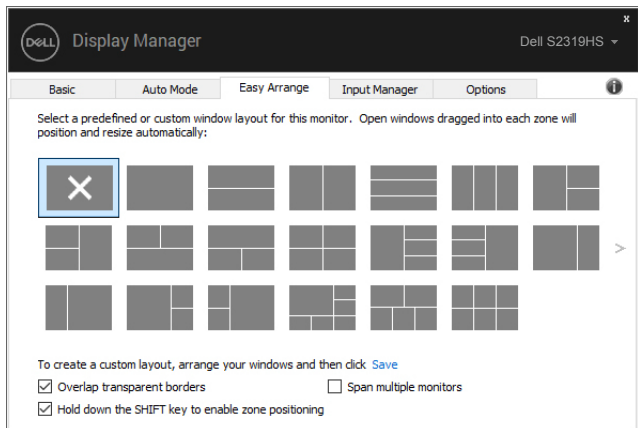 x
DELL Display Manager Dell S2319HS
Basic Auto Mode Easy Arrange Input Manager Options i
Select a predefined or custom window layout for this monitor. Open windows dragged into each zone will
position and resize automatically:
>
To create a custom layout, arrange your windows and then click Save
Overlap transparent borders Span multiple monitors
Hold down the SHIFT key to enable zone positioning